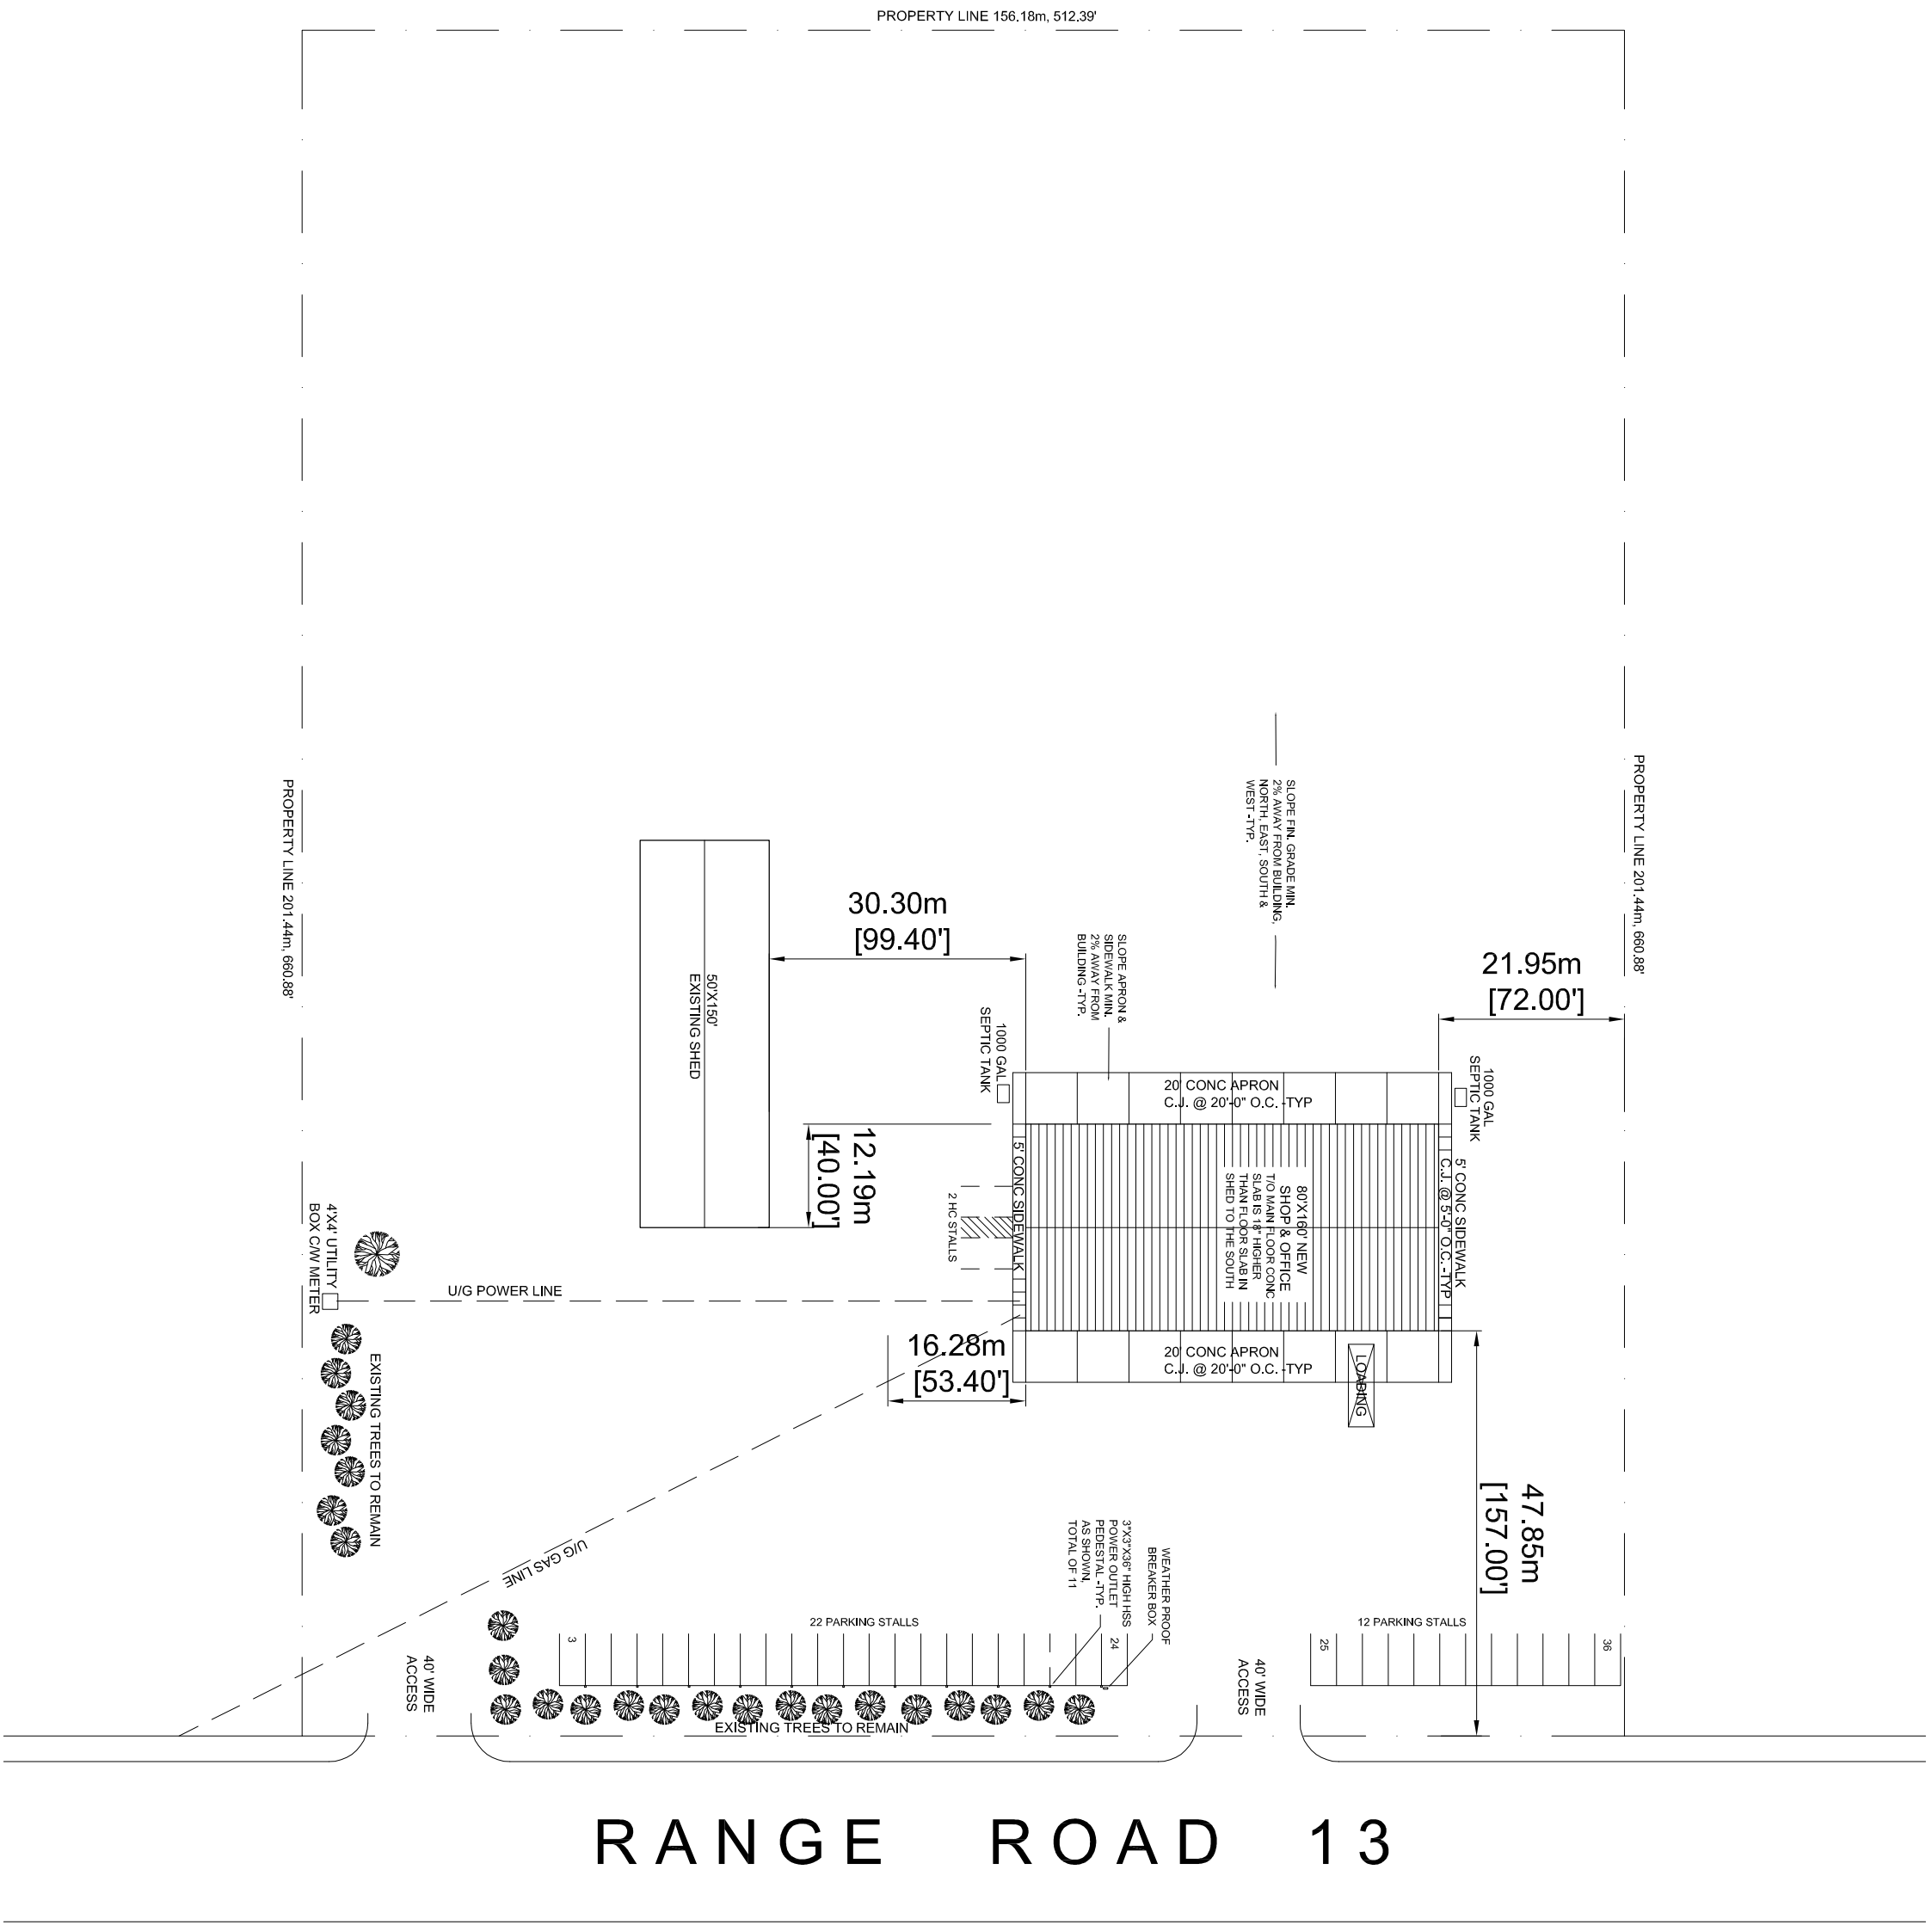 PROPERTY LINE 156.18m, 512.39'
PROPERTY LINE 201.44m, 660.88'
PROPERTY LINE 201.44m, 660.88'
SLOPE FIN. GRADE MIN.
2% AWAY FROM BUILDING,
NORTH, EAST, SOUTH &
WEST -TYP.
30.30m
[99.40']
SLOPE APRON &
SIDEWALK MIN.
2% AWAY FROM
BUILDING -TYP.
21.95m
[72.00']
50'X150'
EXISTING SHED
1000 GAL
SEPTIC TANK
1000 GAL
SEPTIC TANK
20' CONC APRON
C.J. @ 20'-0" O.C. -TYP
12.19m
[40.00']
5' CONC SIDEWALK
2 HC STALLS
80'X160' NEW
SHOP & OFFICE
T/O MAIN FLOOR CONC
SLAB IS 18" HIGHER
THAN FLOOR SLAB IN
SHED TO THE SOUTH
5' CONC SIDEWALK
C.J. @ 5'-0" O.C. -TYP
4'X4' UTILITY
BOX C/W METER
U/G POWER LINE
16.28m
[53.40']
20' CONC APRON
C.J. @ 20'-0" O.C. -TYP
LOADING
EXISTING TREES TO REMAIN
47.85m
[157.00']
U/G GAS LINE
3"X3"X36" HIGH HSS
POWER OUTLET
PEDESTAL -TYP.
AS SHOWN,
TOTAL OF 11
WEATHER PROOF
BREAKER BOX
22 PARKING STALLS
3
24
12 PARKING STALLS
25
36
40' WIDE
ACCESS
40' WIDE
ACCESS
EXISTING TREES TO REMAIN
RANGE ROAD 13